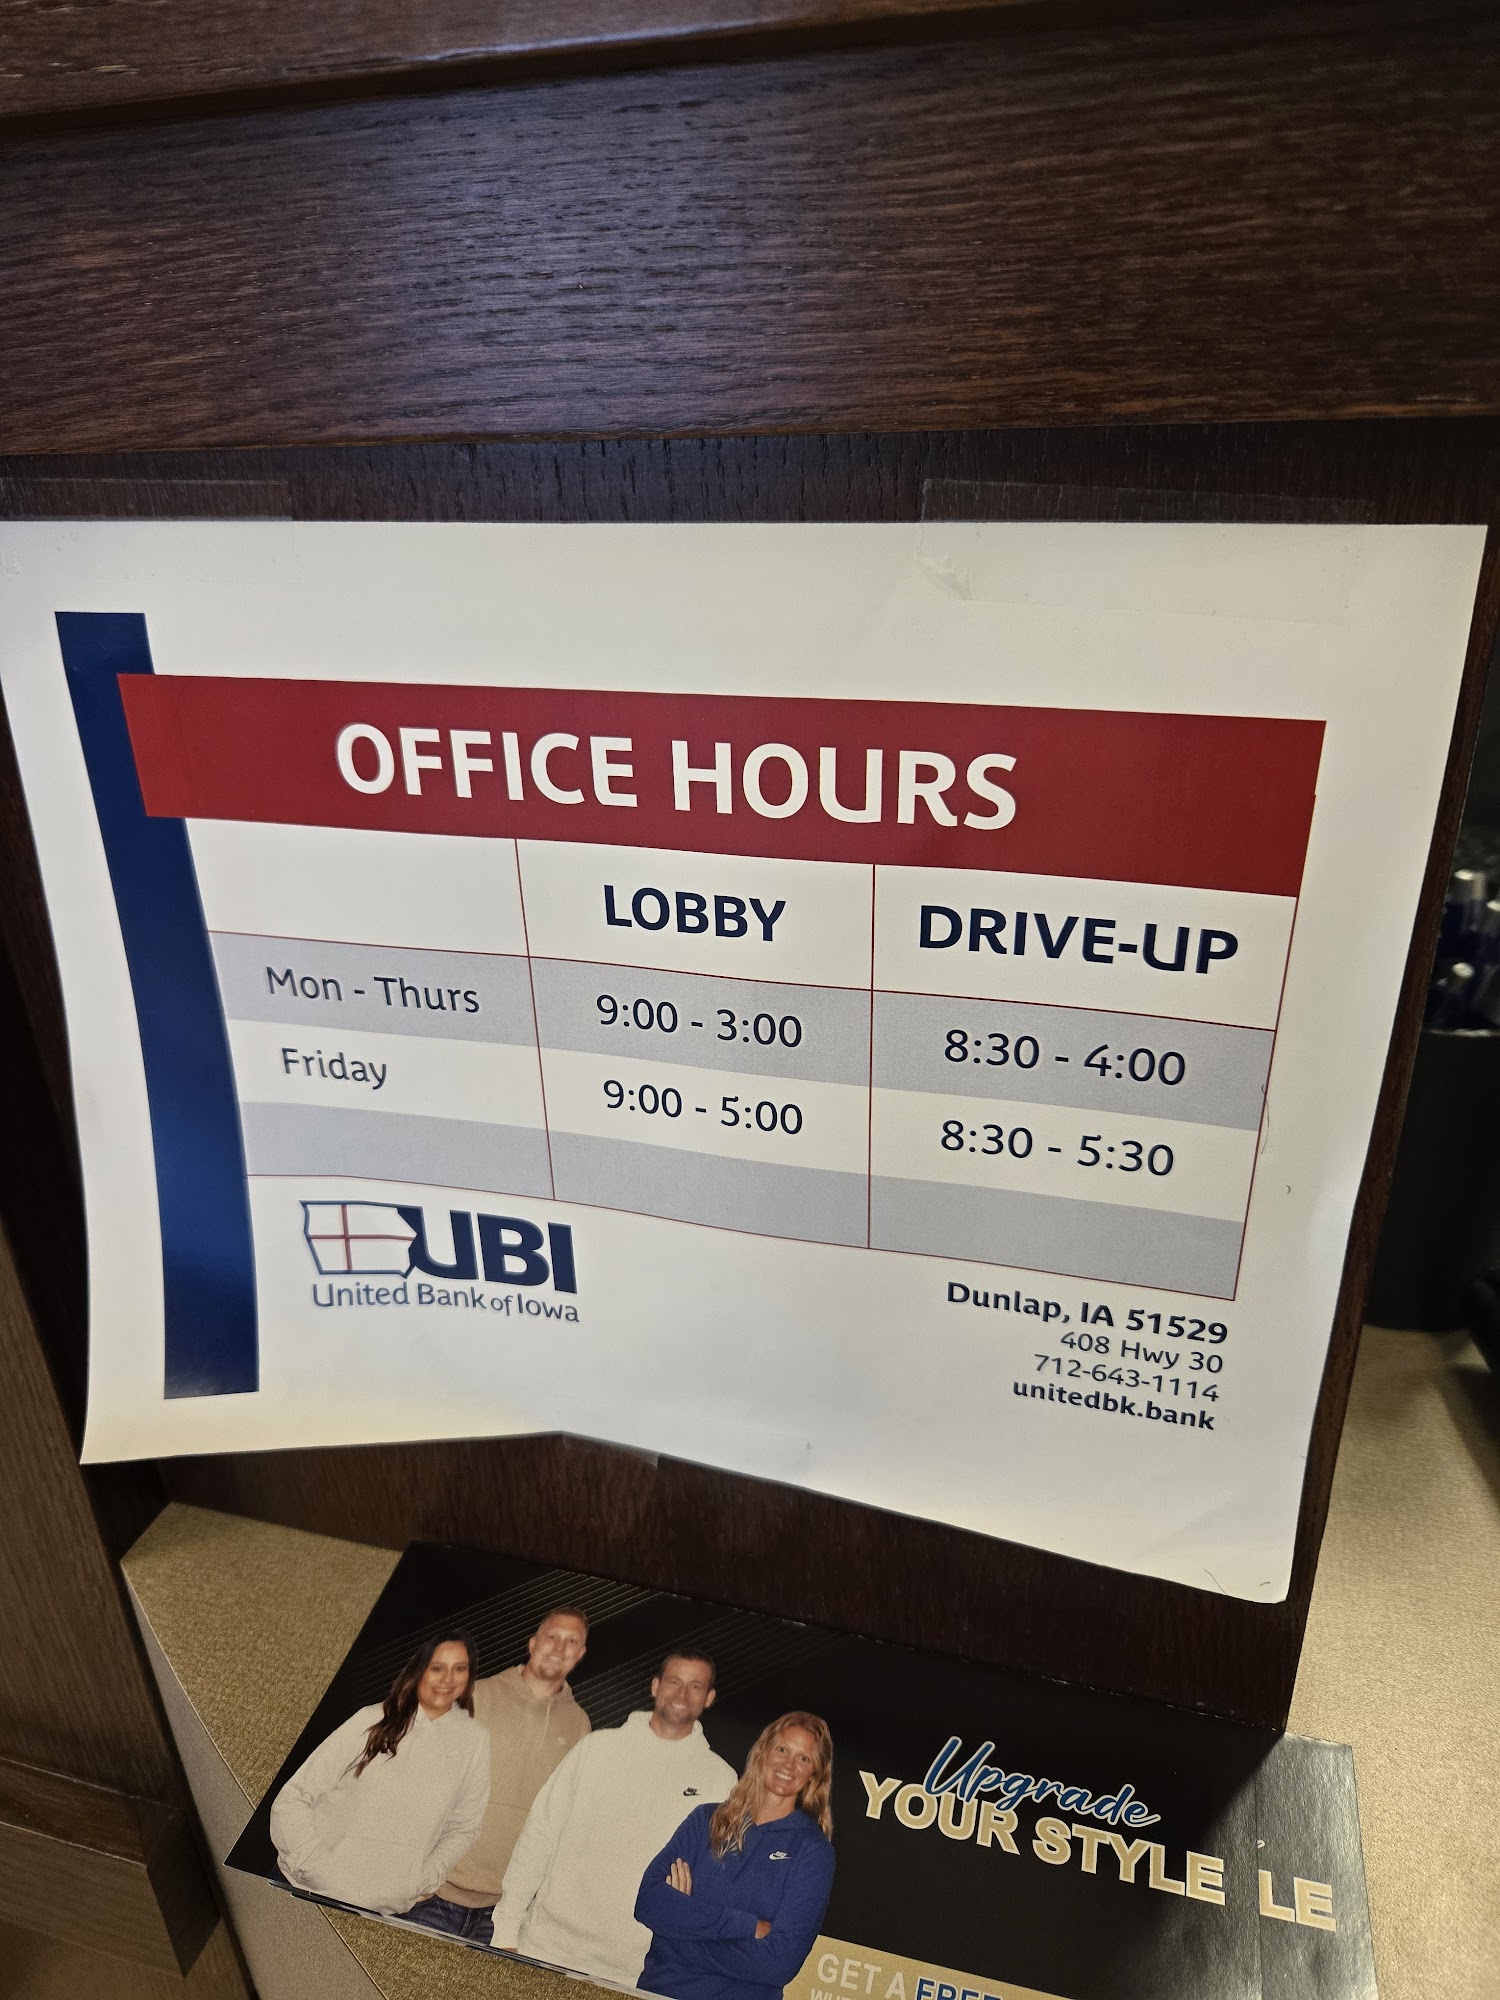 OFFICE HOURS
LOBBY DRIVE-UP
Mon - Thurs 9:00 - 3:00 8:30 - 4:00
Friday 9:00 - 5:00 8:30 - 5:30
UBI
United Bank of Iowa
Dunlap, IA 51529
408 Hwy 30
712-643-1114
unitedbk.bank
Upgrade
YOUR STYLE LE
GET A FREE